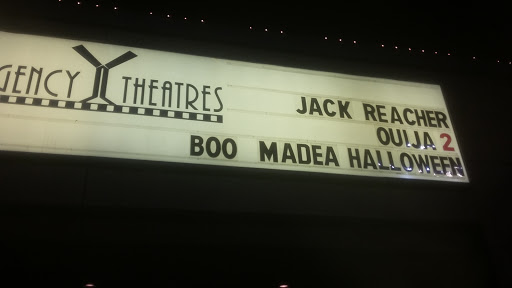 GENCY THEATRES
JACK REACHER
OUIJA 2
BOO MADEA HALLOWEEN